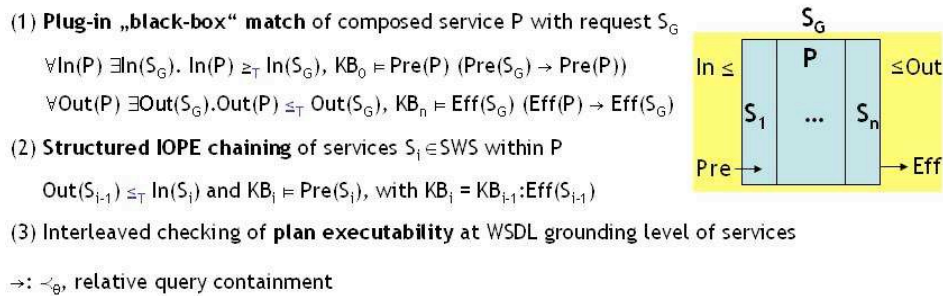 (1) Plug-in „black-box“ match of composed service P with request S_G
∀In(P) ∃In(S_G). In(P) ≥_T In(S_G), KB_0 ⊨ Pre(P) (Pre(S_G) → Pre(P))
∀Out(P) ∃Out(S_G).Out(P) ≤_T Out(S_G), KB_n ⊨ Eff(S_G) (Eff(P) → Eff(S_G)
(2) Structured IOPE chaining of services S_i ∈SWS within P
Out(S_i-1) ≤_T In(S_i) and KB_i ⊨ Pre(S_i), with KB_i = KB_i-1:Eff(S_i-1)
(3) Interleaved checking of plan executability at WSDL grounding level of services
→: ≺_θ, relative query containment
S_G
In ≤
P
≤Out
S_1
...
S_n
Pre
Eff